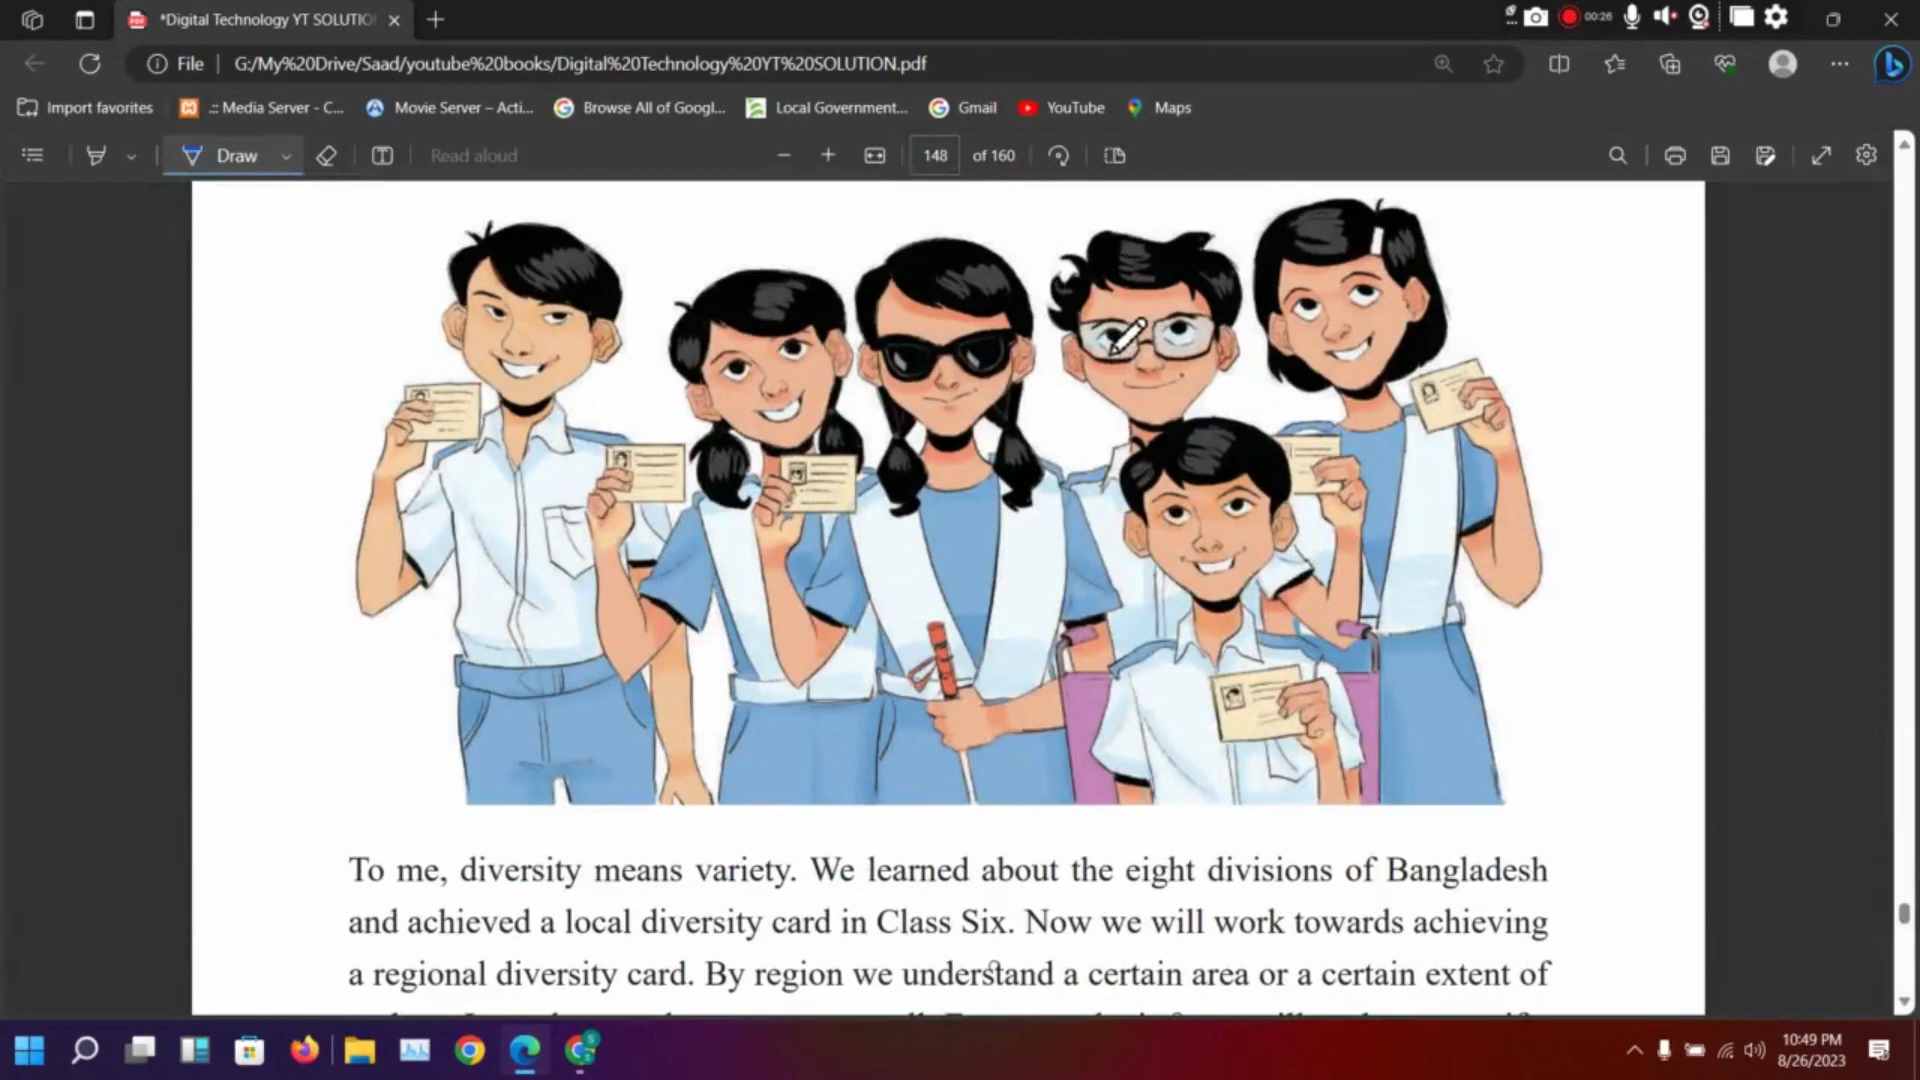 *Digital Technology YT SOLUTIO
00:26
File
G:/My%20Drive/Saad/youtube%20books/Digital%20Technology%20YT%20SOLUTION.pdf
Import favorites
.:: Media Server - C...
Movie Server – Acti...
Browse All of Googl...
Local Government...
Gmail
YouTube
Maps
Draw
Read aloud
148 of 160
To me, diversity means variety. We learned about the eight divisions of Bangladesh
and achieved a local diversity card in Class Six. Now we will work towards achieving
a regional diversity card. By region we understand a certain area or a certain extent of
10:49 PM
8/26/2023